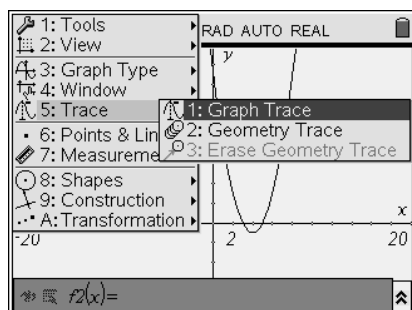 1: Tools
2: View
RAD AUTO REAL
3: Graph Type
4: Window
5: Trace
1: Graph Trace
6: Points & Lin
2: Geometry Trace
7: Measureme
3: Erase Geometry Trace
8: Shapes
9: Construction
A: Transformation
y
x
-20
2
20
f2(x)=